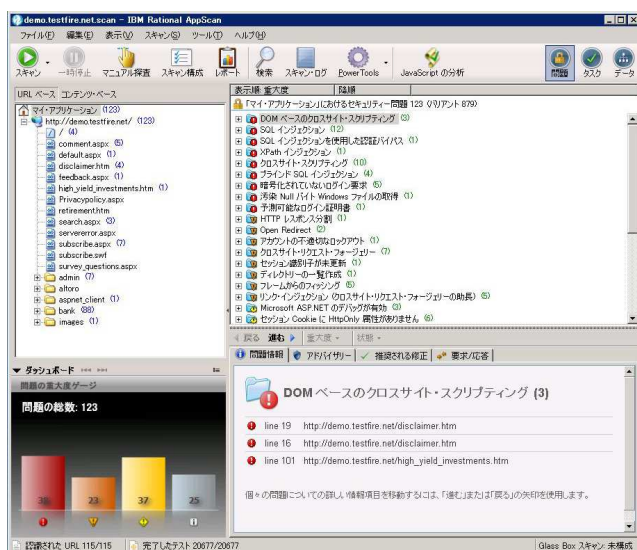 demo.testfire.net.scan - IBM Rational AppScan
ファイル(F) 編集(E) 表示(V) スキャン(S) ツール(T) ヘルプ(H)
スキャン 一時停止 マニュアル探査 スキャン構成 レポート 検索 スキャン・ログ PowerTools JavaScript の分析 問題 タスク データ
URL ベース コンテンツ・ベース
マイ・アプリケーション (123)
http://demo.testfire.net/ (123)
/ (4)
comment.aspx (6)
default.aspx (1)
disclaimer.htm (4)
feedback.aspx (1)
high_yield_investments.htm (1)
Privacypolicy.aspx
retirement.htm
search.aspx (3)
servererror.aspx
subscribe.aspx (7)
subscribe.swf
survey_questions.aspx
admin (7)
altoro
aspnet_client (1)
bank (88)
images (1)
表示順 重大度 降順
「マイ・アプリケーション」におけるセキュリティー問題 123 (バリアント 879)
DOM ベースのクロスサイト・スクリプティング (3)
SQL インジェクション (12)
SQL インジェクションを使用した認証バイパス (1)
XPath インジェクション (1)
クロスサイト・スクリプティング (10)
ブラインド SQL インジェクション (4)
暗号化されていないログイン要求 (5)
汚染 Null バイト Windows ファイルの取得 (1)
予測可能なログイン証明書 (1)
HTTP レスポンス分割 (1)
Open Redirect (2)
アカウントの不適切なロックアウト (1)
クロスサイト・リクエスト・フォージェリー (7)
セッション識別子が未更新 (1)
ディレクトリーの一覧作成 (1)
フレームからのフィッシング (5)
リンク・インジェクション (クロスサイト・リクエスト・フォージェリーの助長) (5)
Microsoft ASP.NET のデバッグが有効 (3)
セッション Cookie に HttpOnly 属性がありません (6)
戻る 進む 重大度 状態
問題情報 アドバイザリー 推奨される修正 要求/応答
DOM ベースのクロスサイト・スクリプティング (3)
line 19 http://demo.testfire.net/disclaimer.htm
line 16 http://demo.testfire.net/disclaimer.htm
line 101 http://demo.testfire.net/high_yield_investments.htm
個々の問題についての詳しい情報項目を移動するには、「進む」または「戻る」の矢印を使用します。
ダッシュボード
問題の重大度ゲージ
問題の総数: 123
38 23 37 25
認識された URL 115/115 完了したテスト 20677/20677 Glass Box スキャン: 未構成